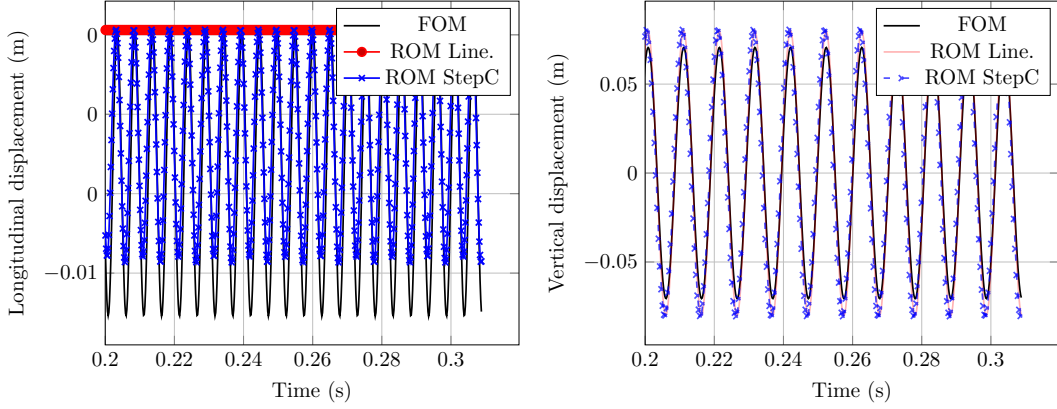 FOM
ROM Line.
ROM StepC
0
0
0
−0.01
0.2
0.22
0.24
0.26
0.28
0.3
Time (s)
Longitudinal displacement (m)
FOM
ROM Line.
ROM StepC
0.05
0
−0.05
0.2
0.22
0.24
0.26
0.28
0.3
Time (s)
Vertical displacement (m)